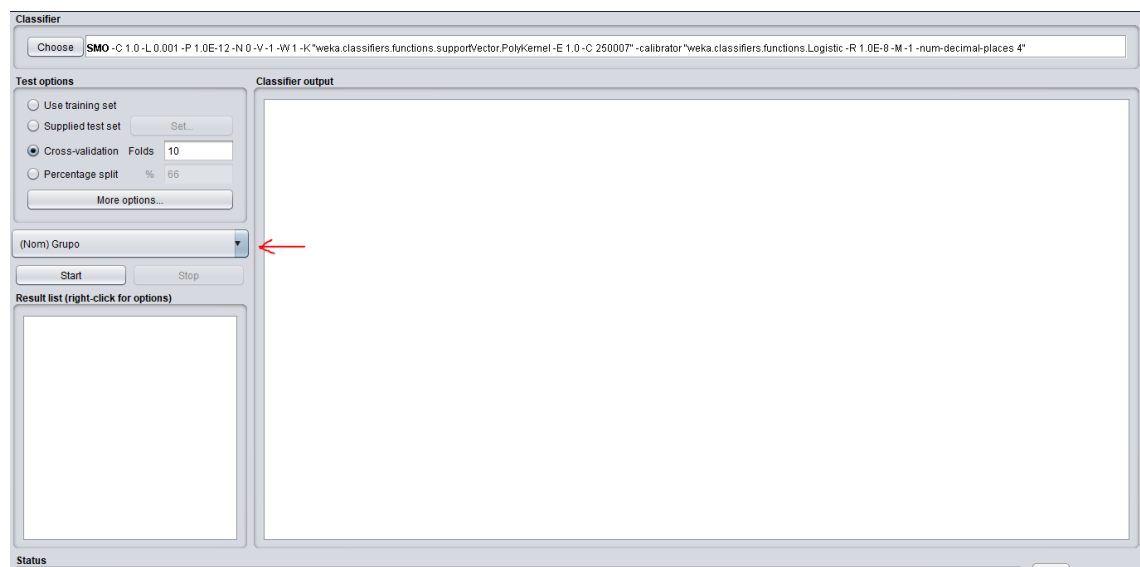 Classifier
Choose SMO -C 1.0 -L 0.001 -P 1.0E-12 -N 0 -V -1 -W 1 -K "weka.classifiers.functions.supportVector.PolyKernel -E 1.0 -C 250007" -calibrator "weka.classifiers.functions.Logistic -R 1.0E-8 -M -1 -num-decimal-places 4"
Test options
Use training set
Supplied test set Set...
Cross-validation Folds 10
Percentage split % 66
More options...
(Nom) Grupo
Start Stop
Result list (right-click for options)
Classifier output
Status